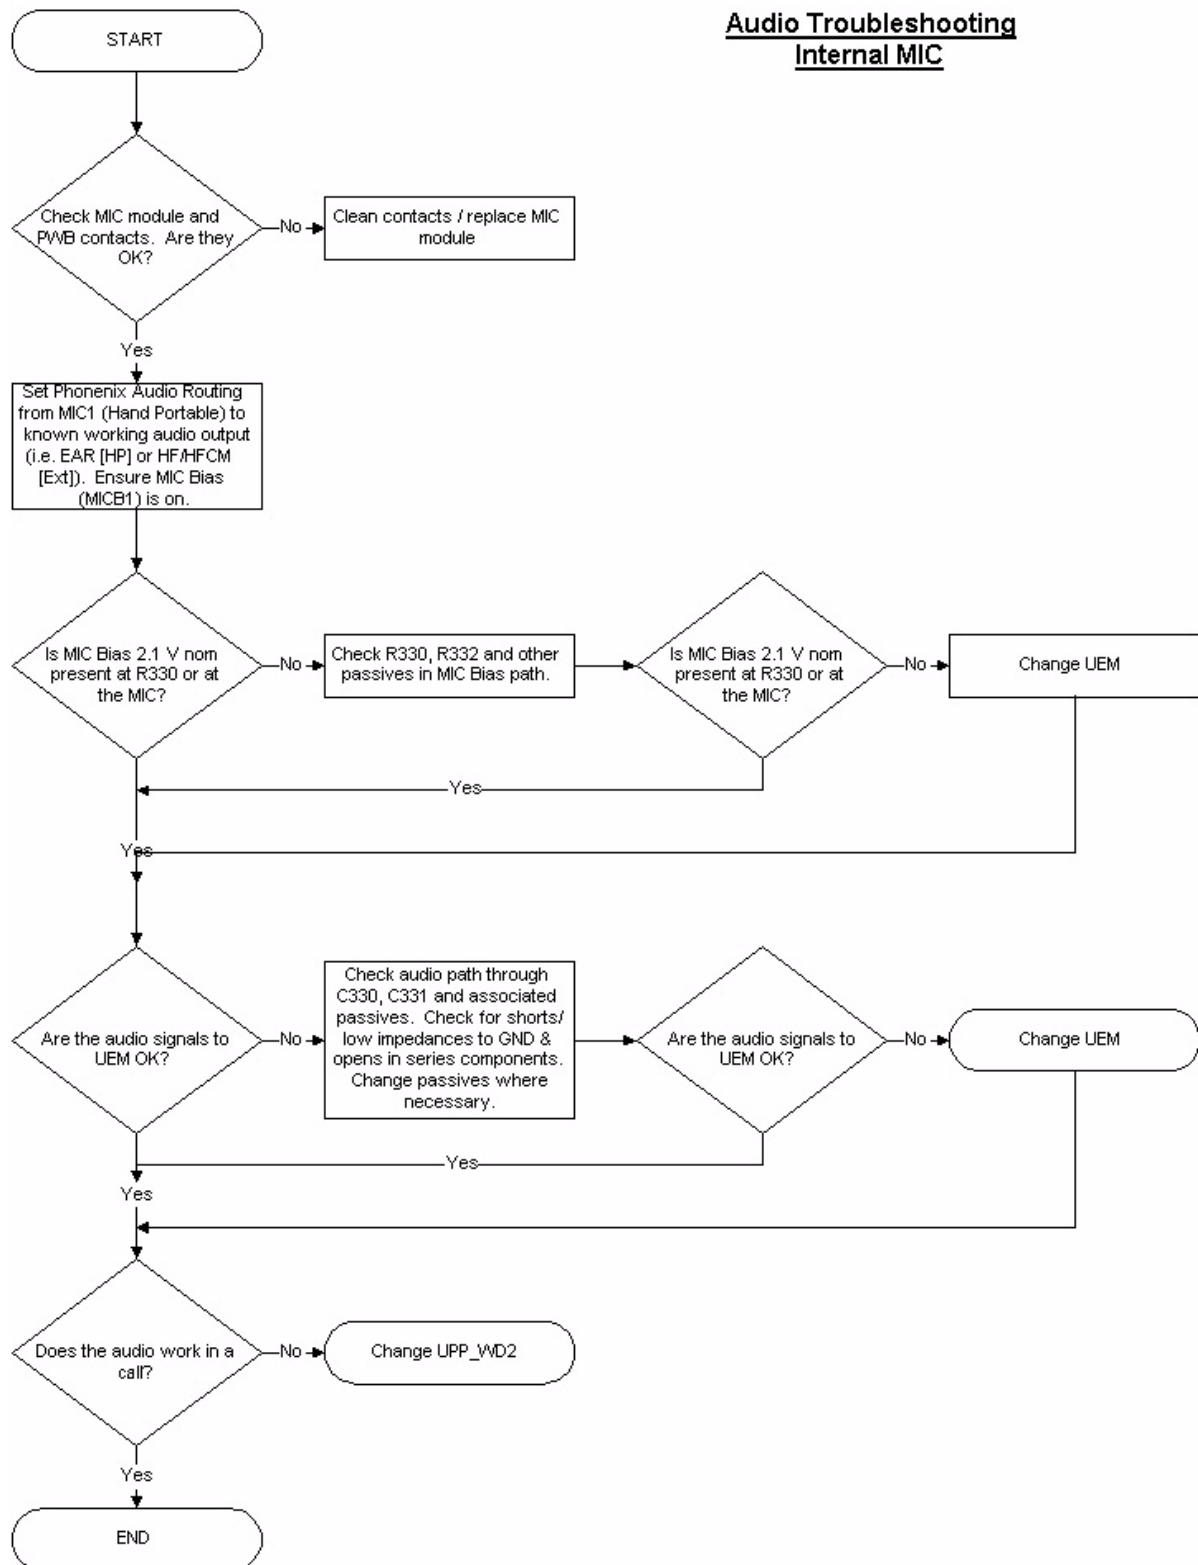 Audio Troubleshooting
Internal MIC
START
Check MIC module and
PWB contacts.  Are they
OK?
No
Clean contacts / replace MIC
module
Yes
Set Phonenix Audio Routing
from MIC1 (Hand Portable) to
known working audio output
(i.e. EAR [HP] or HF/HFCM
[Ext]).  Ensure MIC Bias
(MICB1) is on.
Is MIC Bias 2.1 V nom
present at R330 or at
the MIC?
No
Check R330, R332 and other
passives in MIC Bias path.
Is MIC Bias 2.1 V nom
present at R330 or at
the MIC?
No
Change UEM
Yes
Yes
Are the audio signals to
UEM OK?
No
Check audio path through
C330, C331 and associated
passives.  Check for shorts/
low impedances to GND &
opens in series components.
Change passives where
necessary.
Are the audio signals to
UEM OK?
No
Change UEM
Yes
Yes
Does the audio work in a
call?
No
Change UPP_WD2
Yes
END